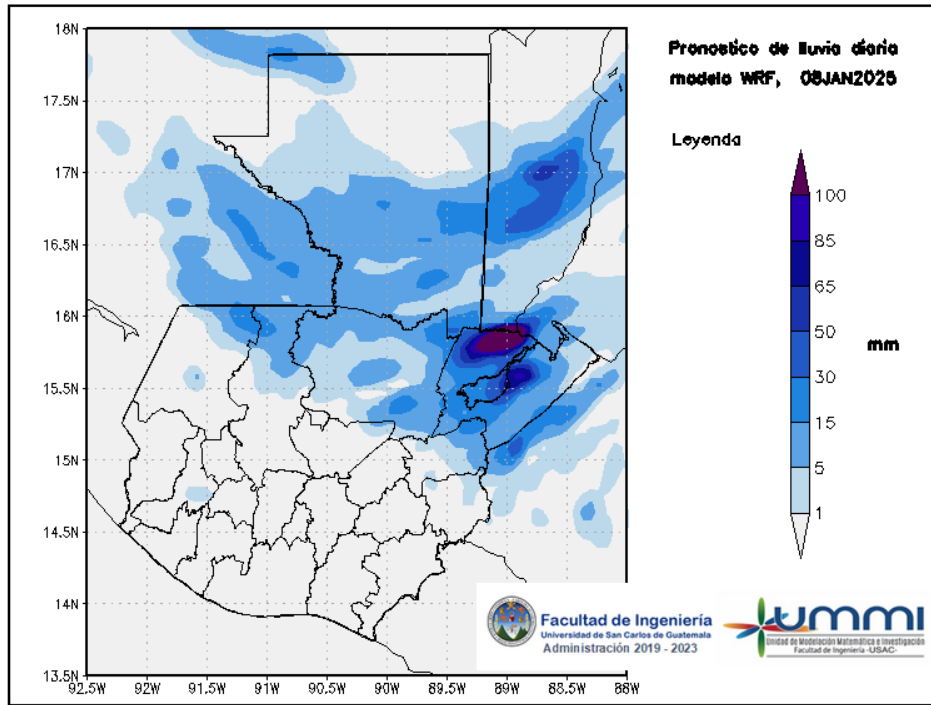 Pronostico de lluvia diaria
modelo WRF, 08JAN2025
Leyenda
100
85
65
50
30
15
5
1
mm
18N
17.5N
17N
16.5N
16N
15.5N
15N
14.5N
14N
13.5N
92.5W
92W
91.5W
91W
90.5W
90W
89.5W
89W
88.5W
88W
Facultad de Ingeniería
Universidad de San Carlos de Guatemala
Administración 2019 - 2023
ummi
Unidad de Modelación Matemática e Investigación
Facultad de Ingeniería -USAC-